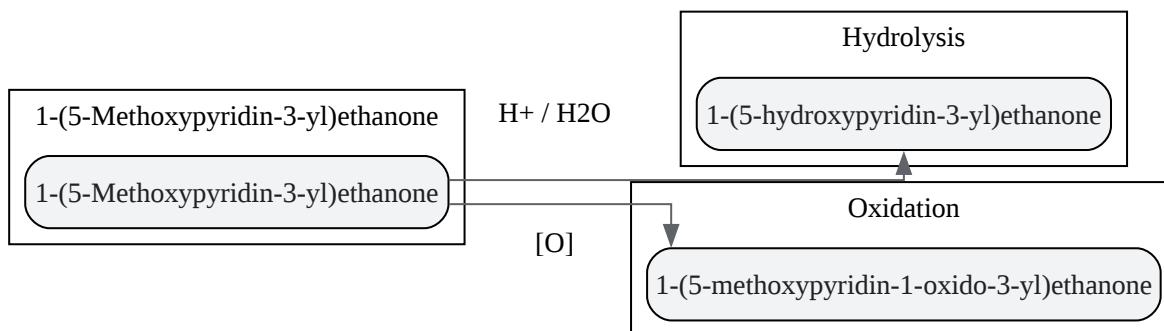 Hydrolysis
1-(5-Methoxypyridin-3-yl)ethanone
H+ / H2O
1-(5-hydroxypyridin-3-yl)ethanone
1-(5-Methoxypyridin-3-yl)ethanone
Oxidation
[O]
1-(5-methoxypyridin-1-oxido-3-yl)ethanone